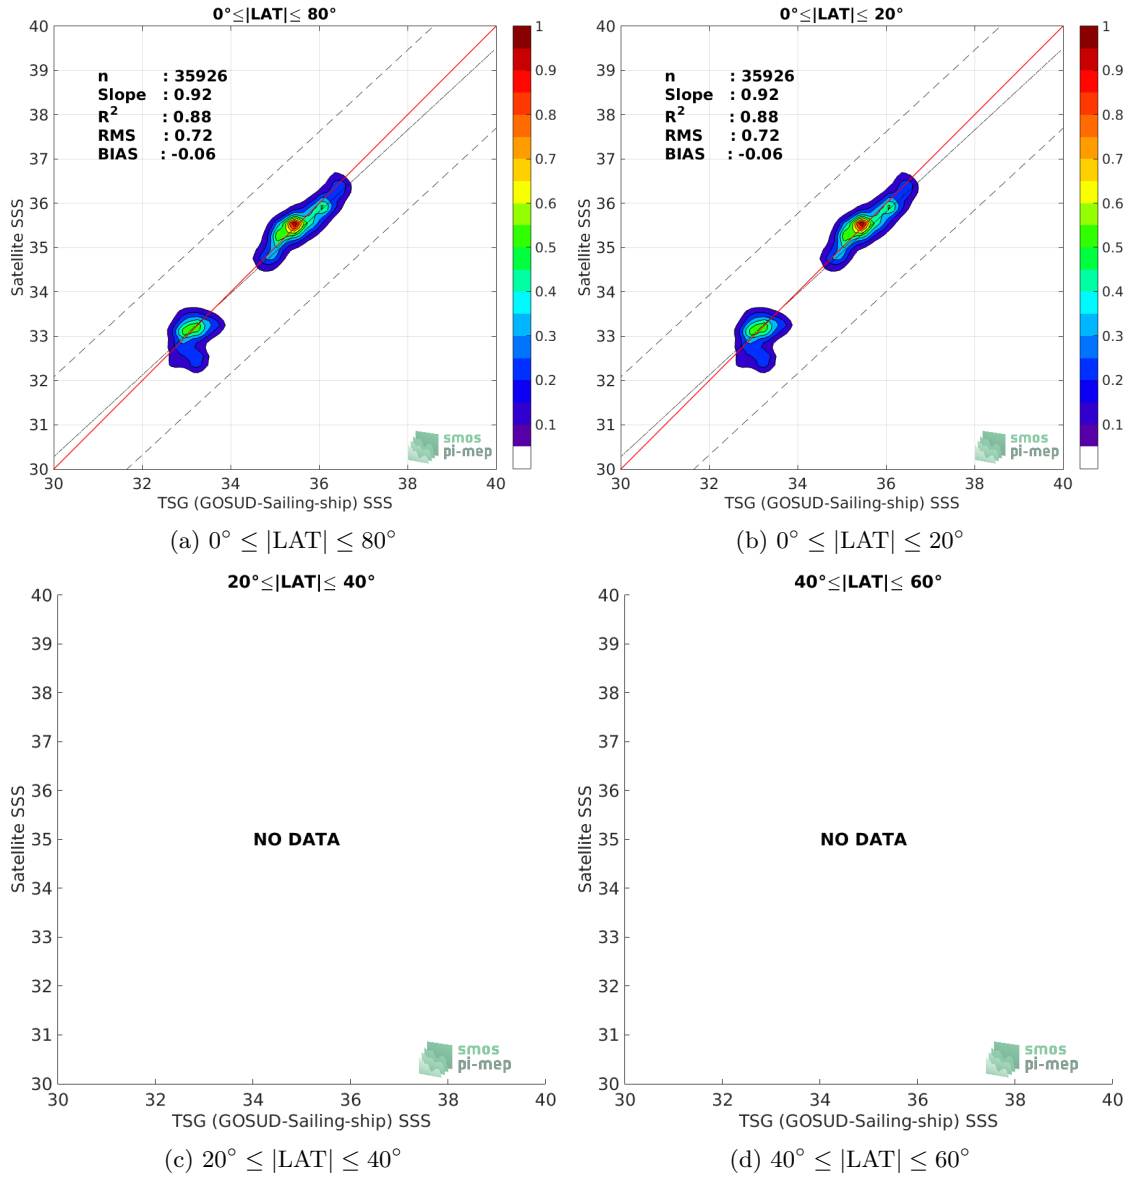 0°≤|LAT|≤ 80°
40
39
38
37
36
35
34
33
32
31
30
Satellite SSS
n : 35926
Slope : 0.92
R² : 0.88
RMS : 0.72
BIAS : -0.06
smos
pi-mep
30 32 34 36 38 40
TSG (GOSUD-Sailing-ship) SSS
1
0.9
0.8
0.7
0.6
0.5
0.4
0.3
0.2
0.1
(a) 0° ≤ |LAT| ≤ 80°
0°≤|LAT|≤ 20°
40
39
38
37
36
35
34
33
32
31
30
Satellite SSS
n : 35926
Slope : 0.92
R² : 0.88
RMS : 0.72
BIAS : -0.06
smos
pi-mep
30 32 34 36 38 40
TSG (GOSUD-Sailing-ship) SSS
1
0.9
0.8
0.7
0.6
0.5
0.4
0.3
0.2
0.1
(b) 0° ≤ |LAT| ≤ 20°
20°≤|LAT|≤ 40°
40
39
38
37
36
35
34
33
32
31
30
Satellite SSS
NO DATA
smos
pi-mep
30 32 34 36 38 40
TSG (GOSUD-Sailing-ship) SSS
(c) 20° ≤ |LAT| ≤ 40°
40°≤|LAT|≤ 60°
40
39
38
37
36
35
34
33
32
31
30
Satellite SSS
NO DATA
smos
pi-mep
30 32 34 36 38 40
TSG (GOSUD-Sailing-ship) SSS
(d) 40° ≤ |LAT| ≤ 60°